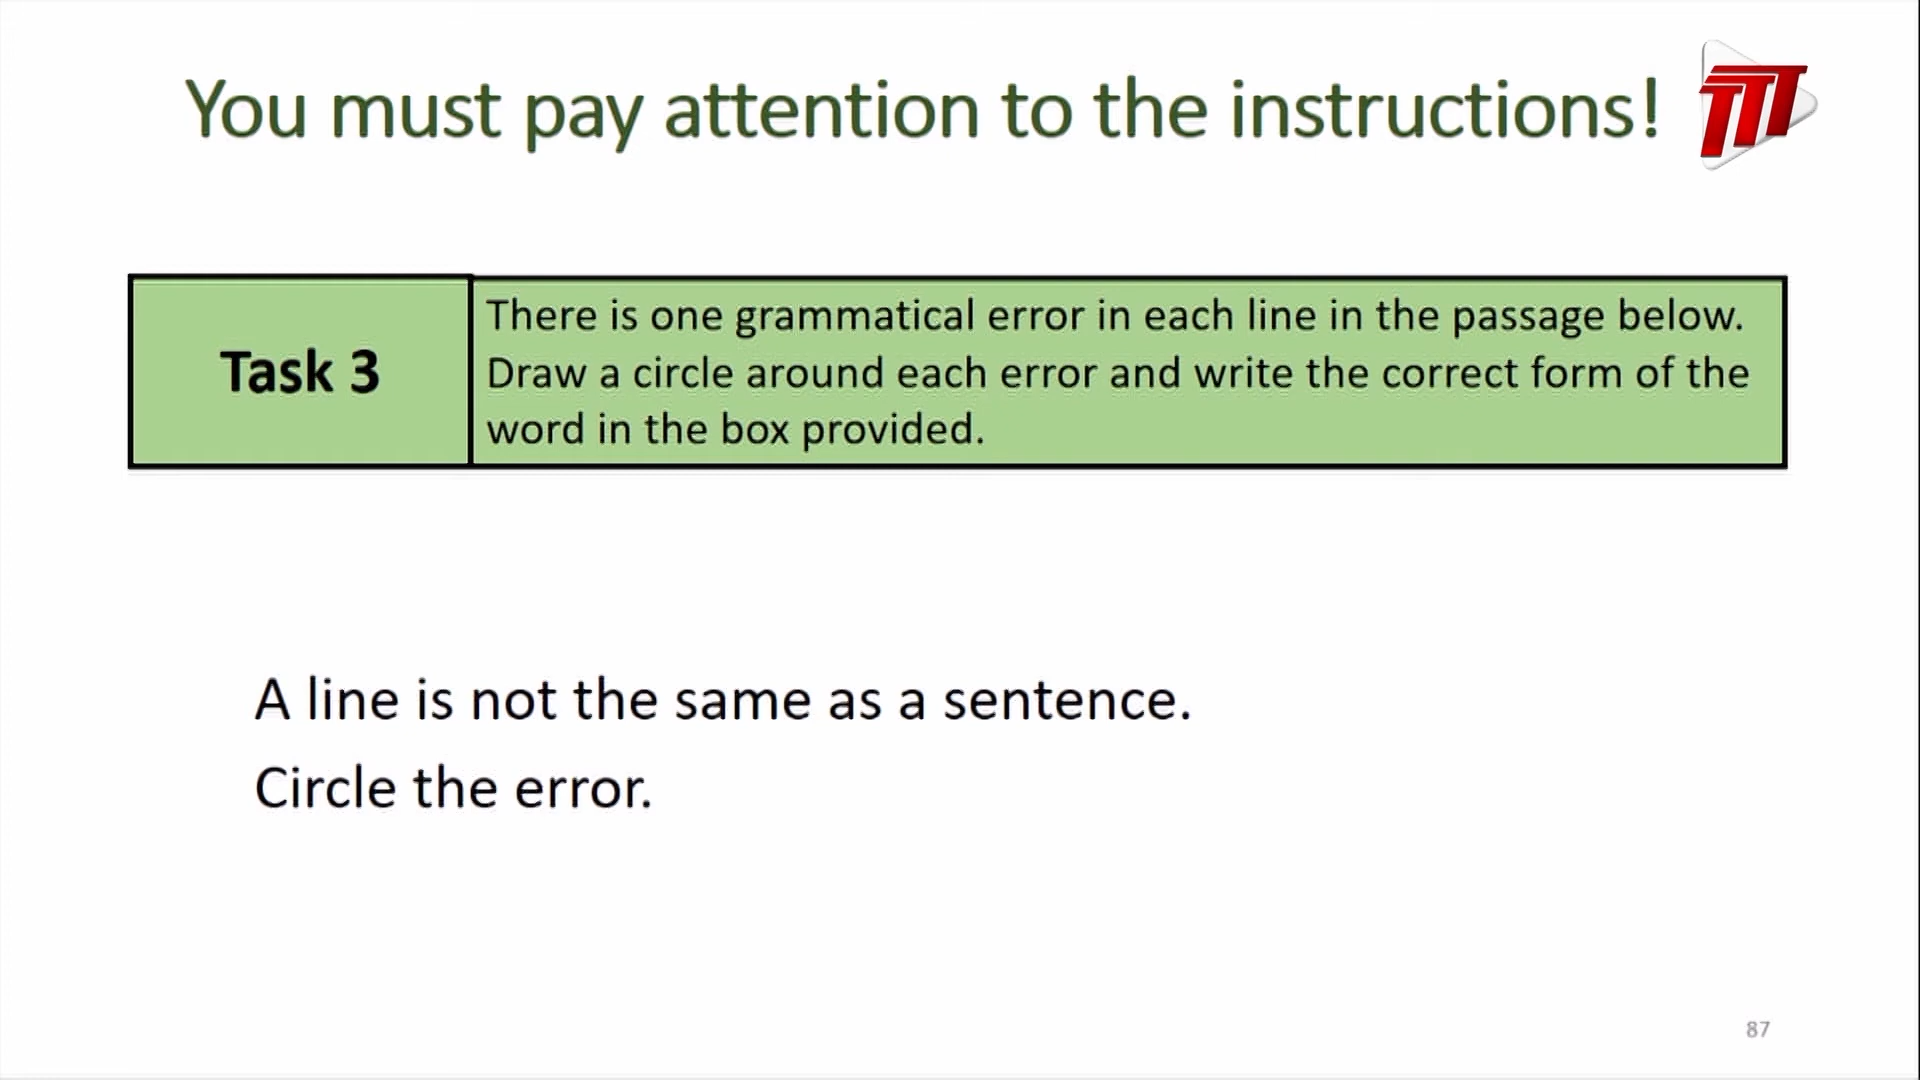 You must pay attention to the instructions!
TTT
Task 3
There is one grammatical error in each line in the passage below.
Draw a circle around each error and write the correct form of the
word in the box provided.
A line is not the same as a sentence.
Circle the error.
87